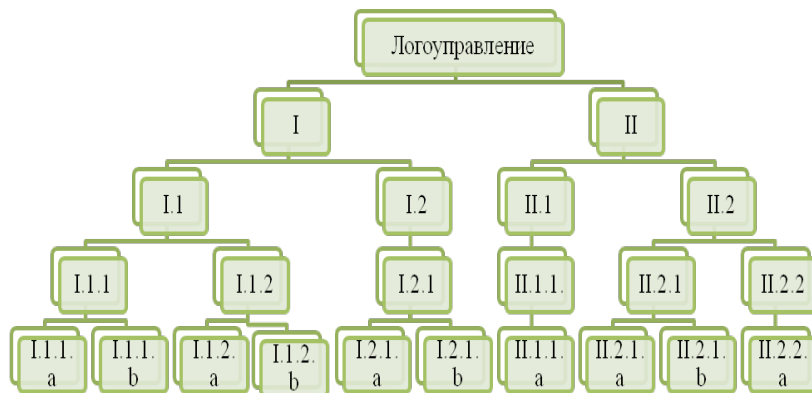 Логоуправление
I
II
I.1
I.2
II.1
II.2
I.1.1
I.1.2
I.2.1
II.1.1.
II.2.1
II.2.2
I.1.1.
a
I.1.1.
b
I.1.2.
a
I.1.2.
b
I.2.1.
a
I.2.1.
b
II.1.1.
a
II.2.1.
a
II.2.1.
b
II.2.2.
a